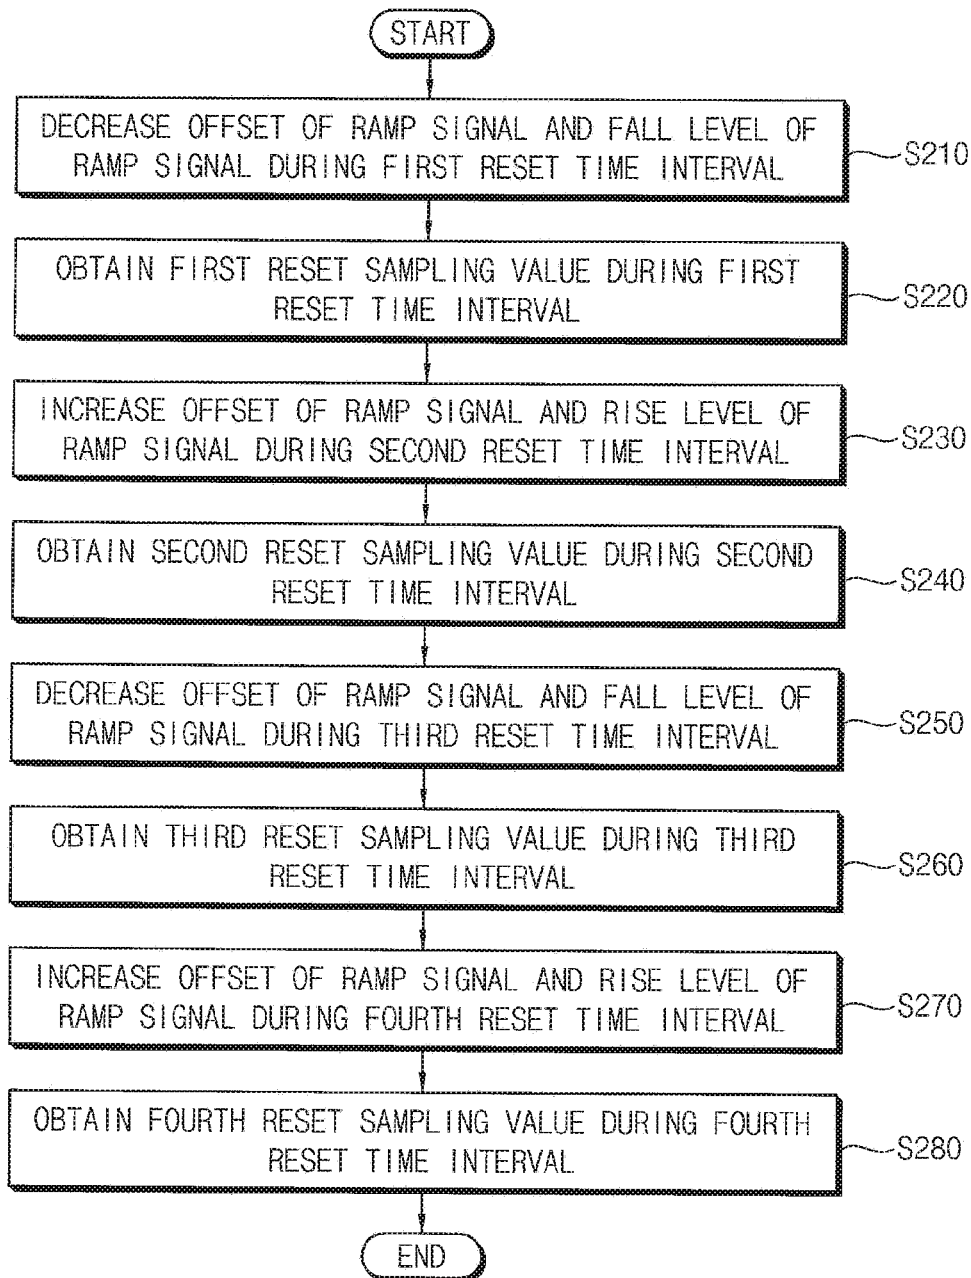 START
DECREASE OFFSET OF RAMP SIGNAL AND FALL LEVEL OF
RAMP SIGNAL DURING FIRST RESET TIME INTERVAL
S210
OBTAIN FIRST RESET SAMPLING VALUE DURING FIRST
RESET TIME INTERVAL
S220
INCREASE OFFSET OF RAMP SIGNAL AND RISE LEVEL OF
RAMP SIGNAL DURING SECOND RESET TIME INTERVAL
S230
OBTAIN SECOND RESET SAMPLING VALUE DURING SECOND
RESET TIME INTERVAL
S240
DECREASE OFFSET OF RAMP SIGNAL AND FALL LEVEL OF
RAMP SIGNAL DURING THIRD RESET TIME INTERVAL
S250
OBTAIN THIRD RESET SAMPLING VALUE DURING THIRD
RESET TIME INTERVAL
S260
INCREASE OFFSET OF RAMP SIGNAL AND RISE LEVEL OF
RAMP SIGNAL DURING FOURTH RESET TIME INTERVAL
S270
OBTAIN FOURTH RESET SAMPLING VALUE DURING FOURTH
RESET TIME INTERVAL
S280
END